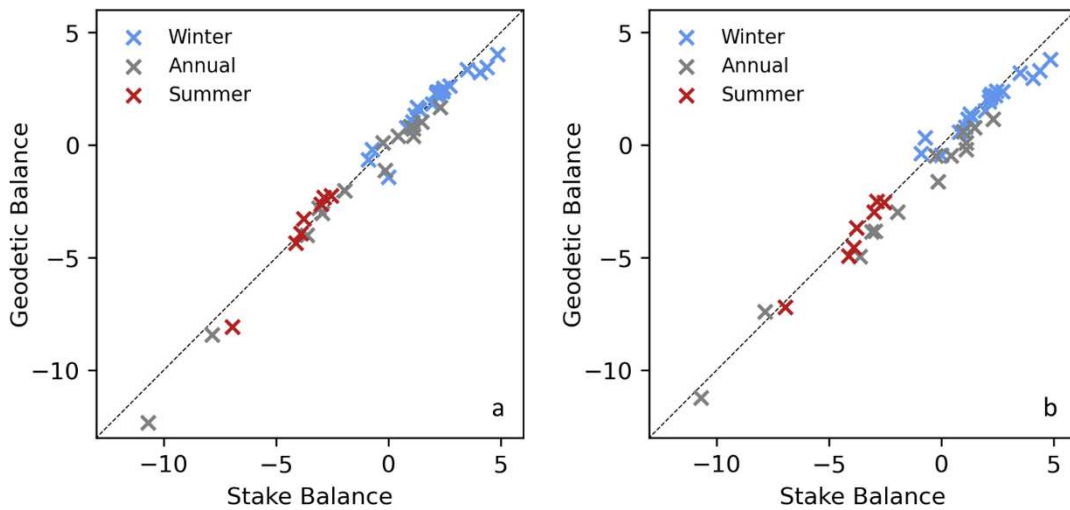 5
0
−5
−10
Geodetic Balance
Winter
Annual
Summer
a
−10 −5 0 5
Stake Balance
5
0
−5
−10
Geodetic Balance
Winter
Annual
Summer
b
−10 −5 0 5
Stake Balance